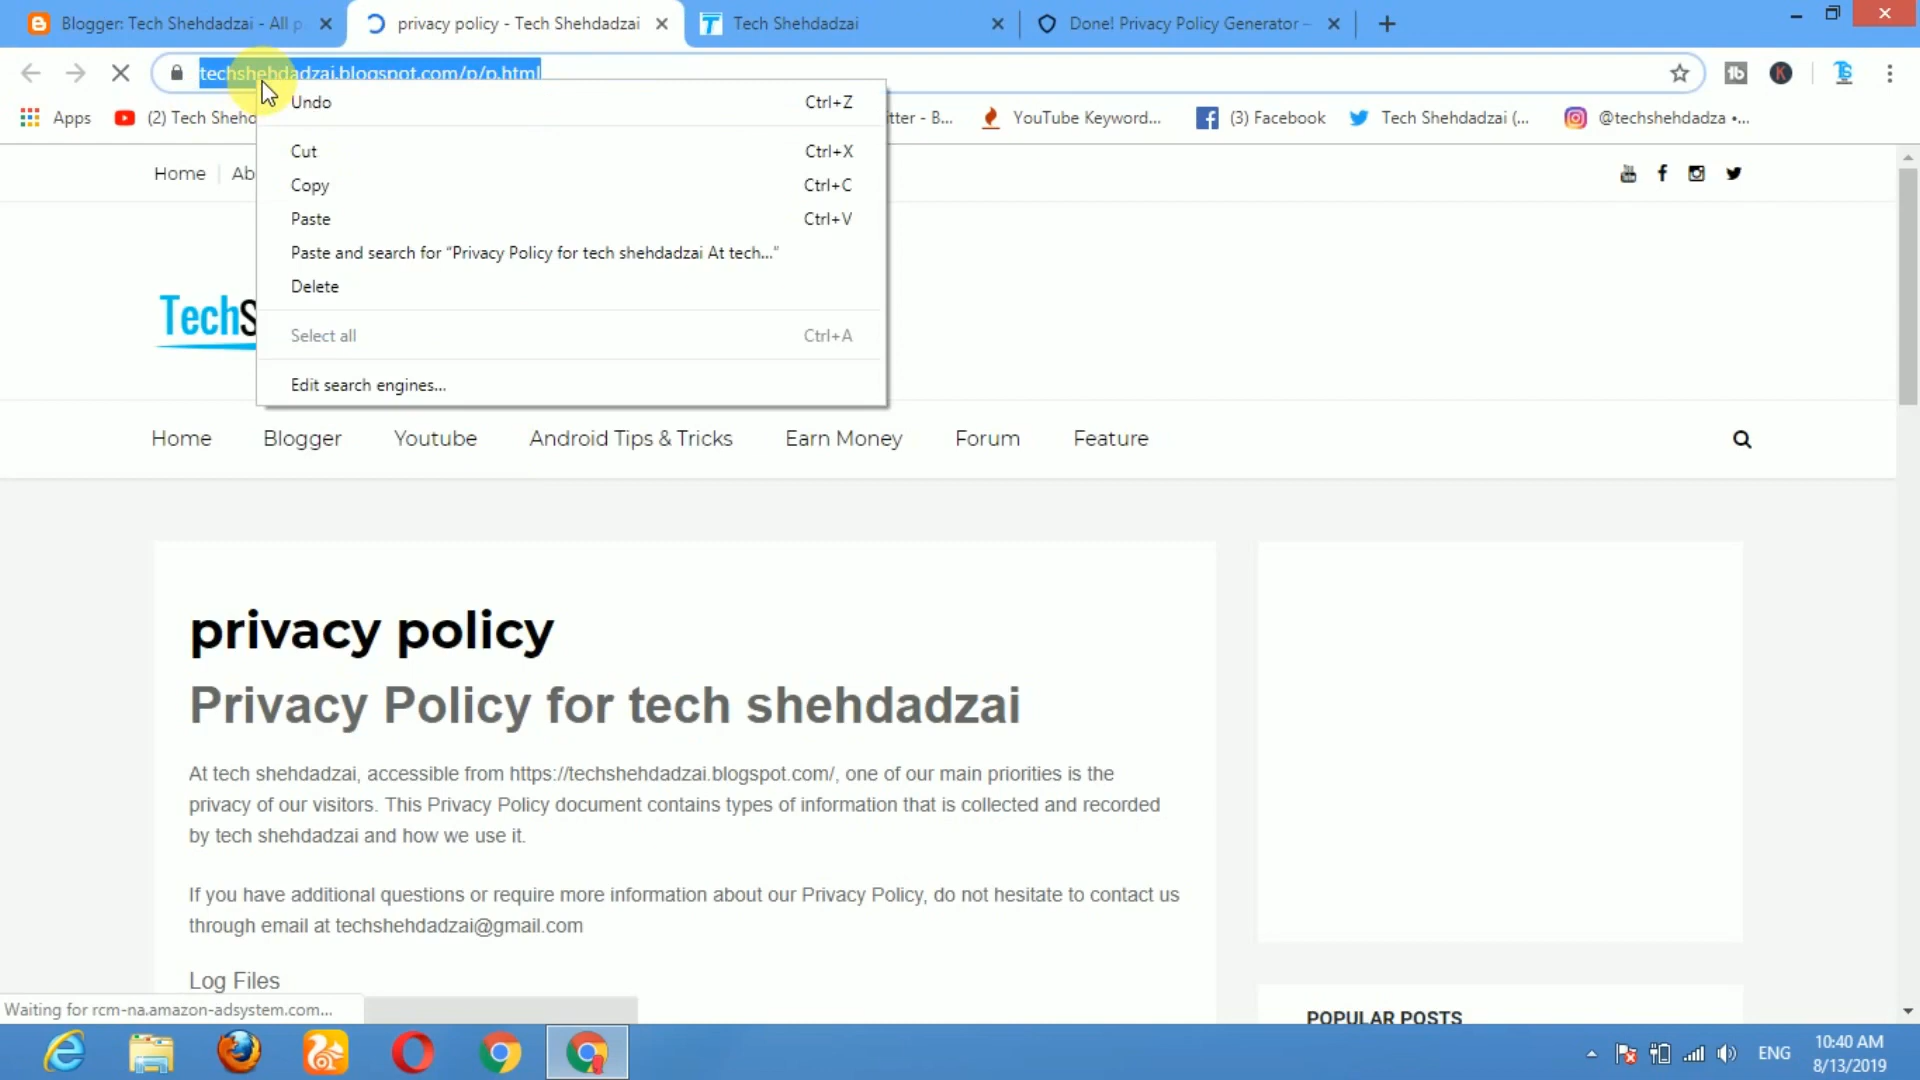 Blogger: Tech Shehdadzai - All p
privacy policy - Tech Shehdadzai
Tech Shehdadzai
Done! Privacy Policy Generator –
techshehdadzai.blogspot.com/p/p.html
Apps
(2) Tech Shehd
itter - B...
YouTube Keyword...
(3) Facebook
Tech Shehdadzai (...
@techshehdadza •...
Undo Ctrl+Z
Cut Ctrl+X
Copy Ctrl+C
Paste Ctrl+V
Paste and search for “Privacy Policy for tech shehdadzai At tech...”
Delete
Select all Ctrl+A
Edit search engines...
Home
Ab
TechS
Home Blogger Youtube Android Tips & Tricks Earn Money Forum Feature
privacy policy
Privacy Policy for tech shehdadzai
At tech shehdadzai, accessible from https://techshehdadzai.blogspot.com/, one of our main priorities is the
privacy of our visitors. This Privacy Policy document contains types of information that is collected and recorded
by tech shehdadzai and how we use it.
If you have additional questions or require more information about our Privacy Policy, do not hesitate to contact us
through email at techshehdadzai@gmail.com
Log Files
POPULAR POSTS
Waiting for rcm-na.amazon-adsystem.com...
ENG
10:40 AM
8/13/2019